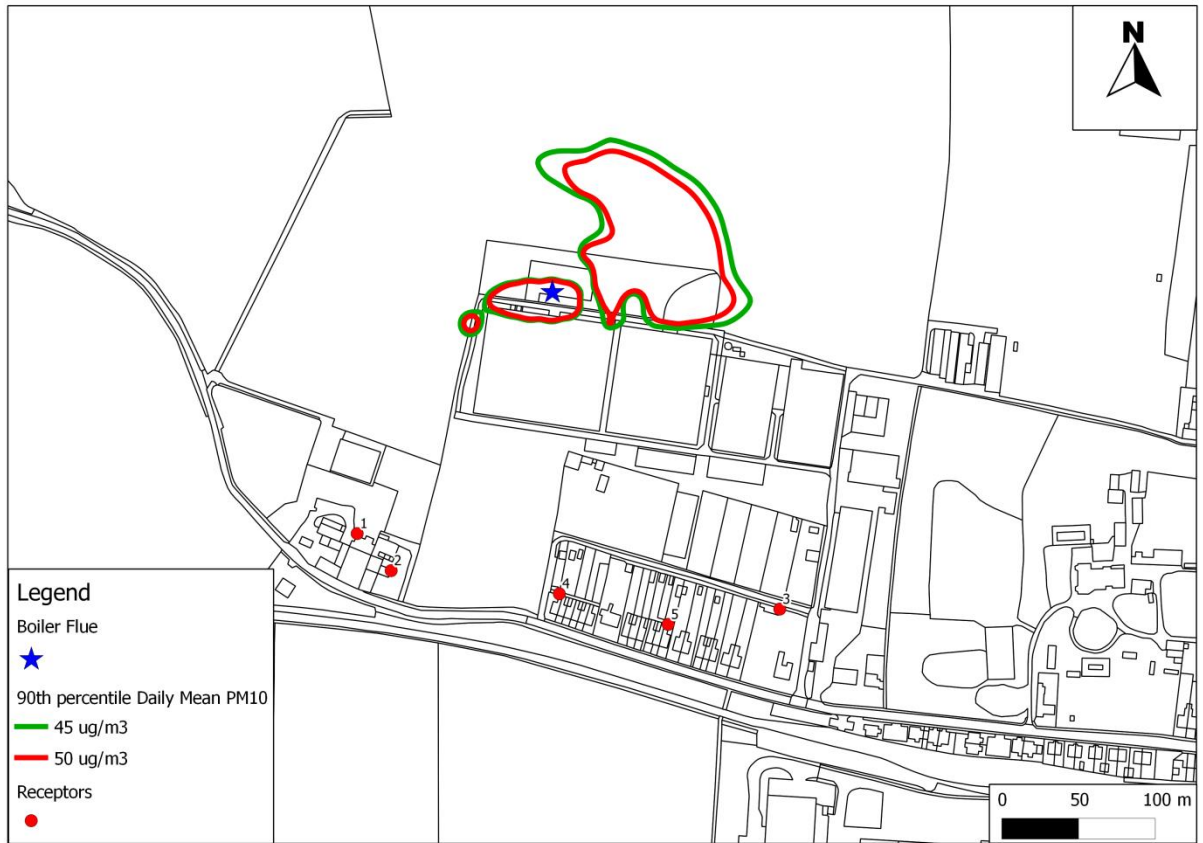 N
1
2
4
3
5
Legend
Boiler Flue
90th percentile Daily Mean PM10
45 ug/m3
50 ug/m3
Receptors
0 50 100 m